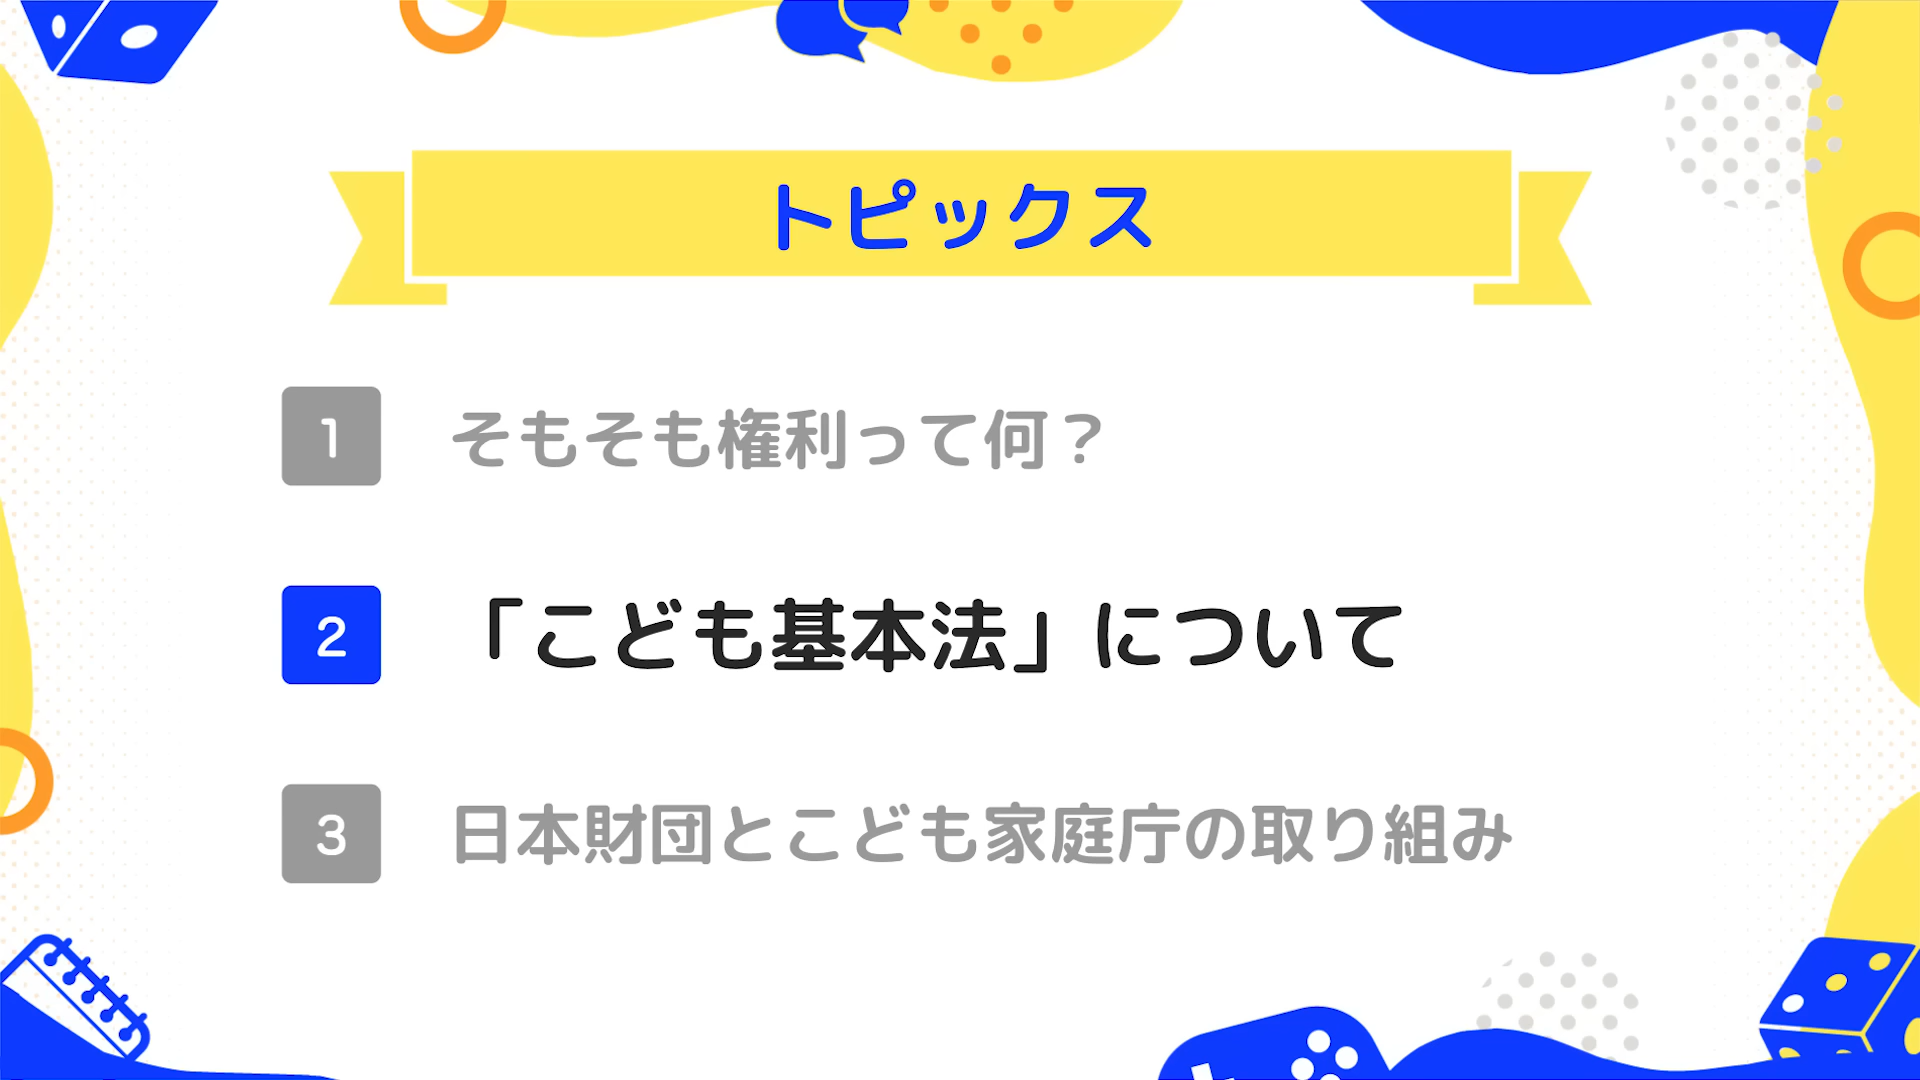 トピックス
1 そもそも権利って何？
2 「こども基本法」について
3 日本財団とこども家庭庁の取り組み